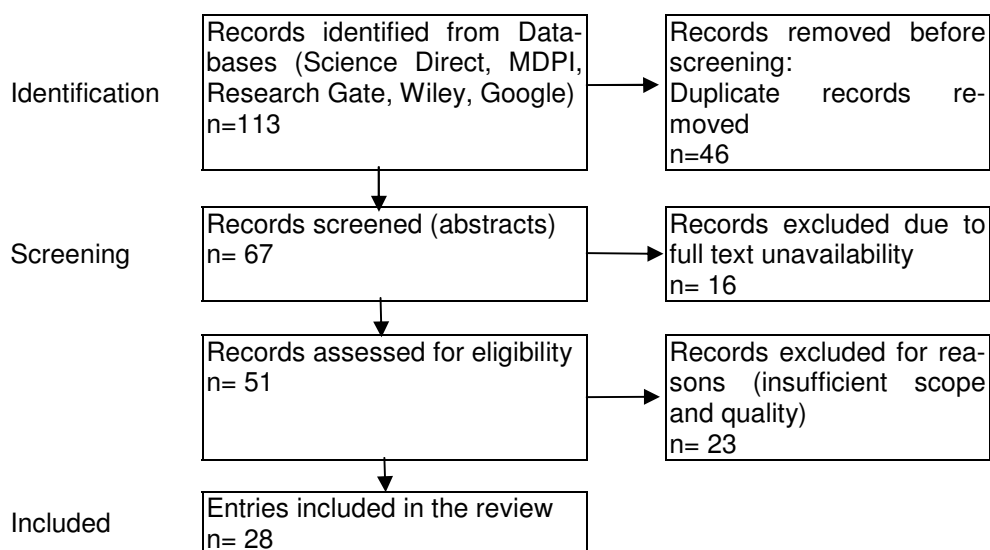 Identification
Records identified from Data-
bases (Science Direct, MDPI,
Research Gate, Wiley, Google)
n=113
Records removed before
screening:
Duplicate records re-
moved
n=46
Screening
Records screened (abstracts)
n= 67
Records excluded due to
full text unavailability
n= 16
Records assessed for eligibility
n= 51
Records excluded for rea-
sons (insufficient scope
and quality)
n= 23
Included
Entries included in the review
n= 28